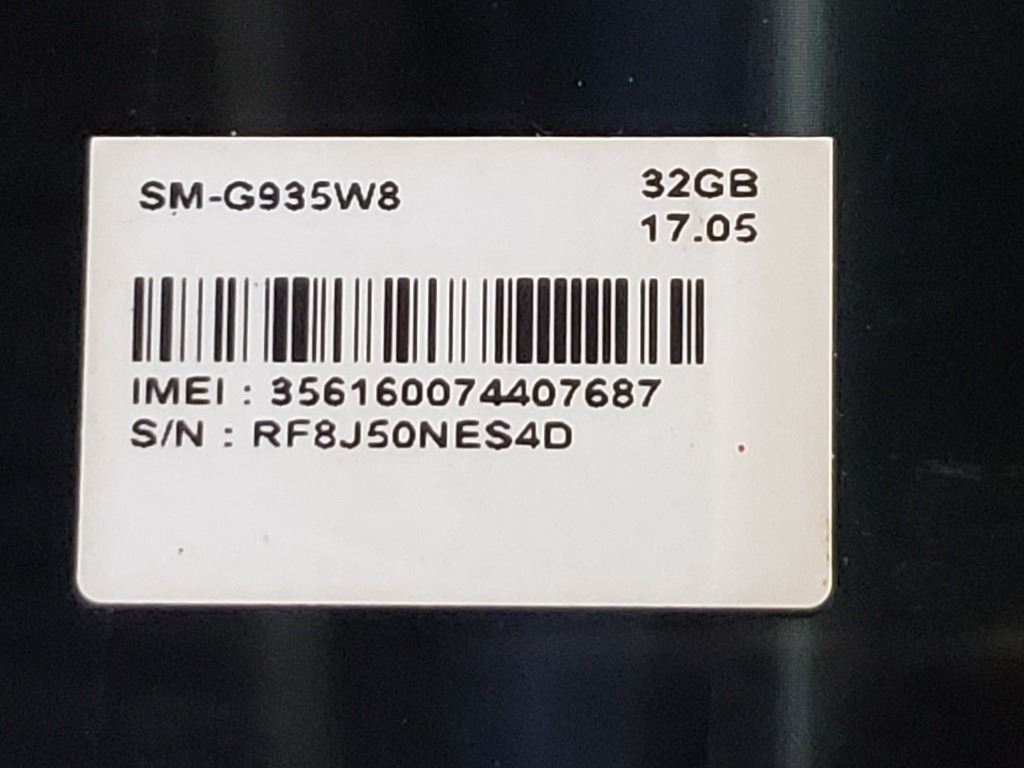 SM-G935W8
32GB
17.05
IMEI : 356160074407687
S/N : RF8J50NES4D